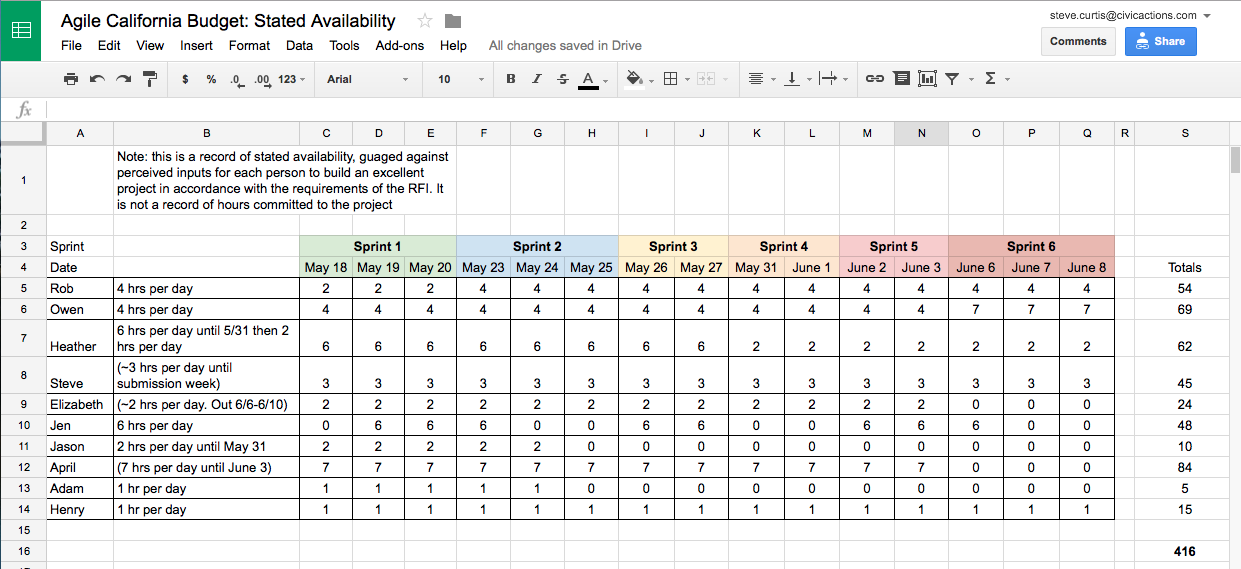 Agile California Budget: Stated Availability
steve.curtis@civicactions.com
File Edit View Insert Format Data Tools Add-ons Help All changes saved in Drive
Comments Share
$ % .0 .00 123 Arial 10 B I S A Σ
fx
A B C D E F G H I J K L M N O P Q R S
1 Note: this is a record of stated availability, guaged against
perceived inputs for each person to build an excellent
project in accordance with the requirements of the RFI. It
is not a record of hours committed to the project
2
3 Sprint Sprint 1 Sprint 2 Sprint 3 Sprint 4 Sprint 5 Sprint 6
4 Date May 18 May 19 May 20 May 23 May 24 May 25 May 26 May 27 May 31 June 1 June 2 June 3 June 6 June 7 June 8 Totals
5 Rob 4 hrs per day 2 2 2 4 4 4 4 4 4 4 4 4 4 4 4 54
6 Owen 4 hrs per day 4 4 4 4 4 4 4 4 4 4 4 4 7 7 7 69
7 Heather 6 hrs per day until 5/31 then 2
hrs per day 6 6 6 6 6 6 6 6 2 2 2 2 2 2 2 62
8 Steve (~3 hrs per day until
submission week) 3 3 3 3 3 3 3 3 3 3 3 3 3 3 3 45
9 Elizabeth (~2 hrs per day. Out 6/6-6/10) 2 2 2 2 2 2 2 2 2 2 2 2 0 0 0 24
10 Jen 6 hrs per day 0 6 6 6 0 0 6 6 0 0 6 6 6 0 0 48
11 Jason 2 hrs per day until May 31 2 2 2 2 2 0 0 0 0 0 0 0 0 0 0 10
12 April (7 hrs per day until June 3) 7 7 7 7 7 7 7 7 7 7 7 7 0 0 0 84
13 Adam 1 hr per day 1 1 1 1 1 0 0 0 0 0 0 0 0 0 0 5
14 Henry 1 hr per day 1 1 1 1 1 1 1 1 1 1 1 1 1 1 1 15
15
16 416